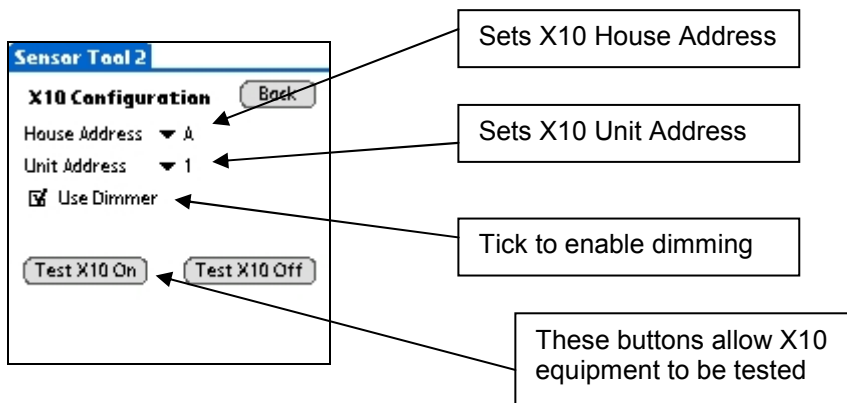 Sensor Tool 2
X10 Configuration Back
House Address A
Unit Address 1
Use Dimmer
Test X10 On Test X10 Off
Sets X10 House Address
Sets X10 Unit Address
Tick to enable dimming
These buttons allow X10
equipment to be tested